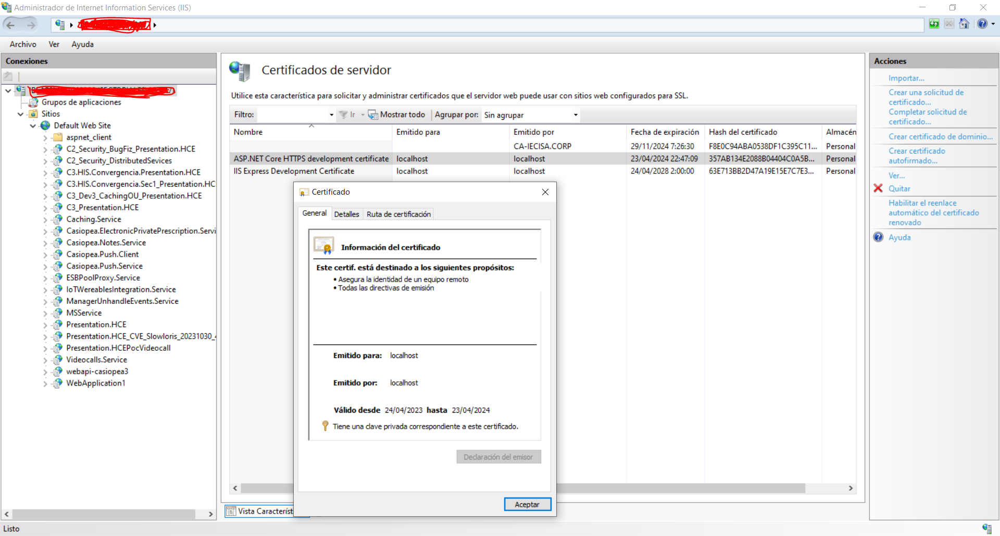 Administrador de Internet Information Services (IIS)
Archivo Ver Ayuda
Conexiones
Grupos de aplicaciones
Sitios
Default Web Site
aspnet_client
C2_Security_BugFiz_Presentation.HCE
C2_Security_DistributedSevices
C3.HIS.Convergencia.Presentation.HCE
C3.HIS.Convergencia.Sec1_Presentation.HC
C3_Dev3_CachingOU_Presentation.HCE
C3_Presentation.HCE
Caching.Service
Casiopea.ElectronicPrivatePrescription.Servi
Casiopea.Notes.Service
Casiopea.Push.Client
Casiopea.Push.Service
ESBPoolProxy.Service
IoTWereablesIntegration.Service
ManagerUnhandleEvents.Service
MSService
Presentation.HCE
Presentation.HCE_CVE_Slowloris_20231030_4
Presentation.HCEPocVideocall
Videocalls.Service
webapi-casiopea3
WebApplication1
Certificados de servidor
Utilice esta característica para solicitar y administrar certificados que el servidor web puede usar con sitios web configurados para SSL.
Filtro: Ir Mostrar todo Agrupar por: Sin agrupar
Nombre Emitido para Emitido por Fecha de expiración Hash del certificado Almacén
CA-IECISA.CORP 29/11/2024 7:26:30 F8E0C94ABA0538DF1C395C11... Personal
ASP.NET Core HTTPS development certificate localhost localhost 23/04/2024 22:47:09 357AB134E2088B04404C0A5B... Personal
IIS Express Development Certificate localhost localhost 24/04/2028 2:00:00 63E713BB2D47A19E15E7C7E3... Personal
Certificado
General Detalles Ruta de certificación
Información del certificado
Este certif. está destinado a los siguientes propósitos:
• Asegura la identidad de un equipo remoto
• Todas las directivas de emisión
Emitido para: localhost
Emitido por: localhost
Válido desde 24/04/2023 hasta 23/04/2024
Tiene una clave privada correspondiente a este certificado.
Declaración del emisor
Aceptar
Vista Característ
Acciones
Importar...
Crear una solicitud de
certificado...
Completar solicitud de
certificado...
Crear certificado de dominio...
Crear certificado
autofirmado...
Ver...
Quitar
Habilitar el reenlace
automático del certificado
renovado
Ayuda
Listo